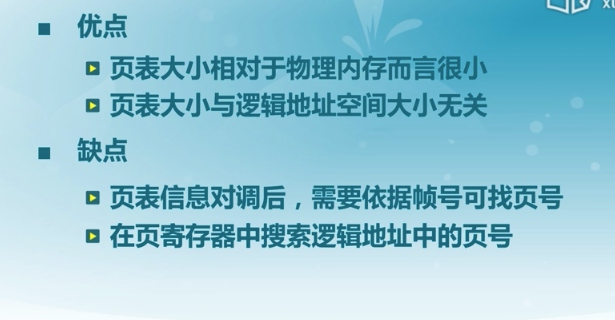 优点
页表大小相对于物理内存而言很小
页表大小与逻辑地址空间大小无关
缺点
页表信息对调后，需要依据帧号可找页号
在页寄存器中搜索逻辑地址中的页号